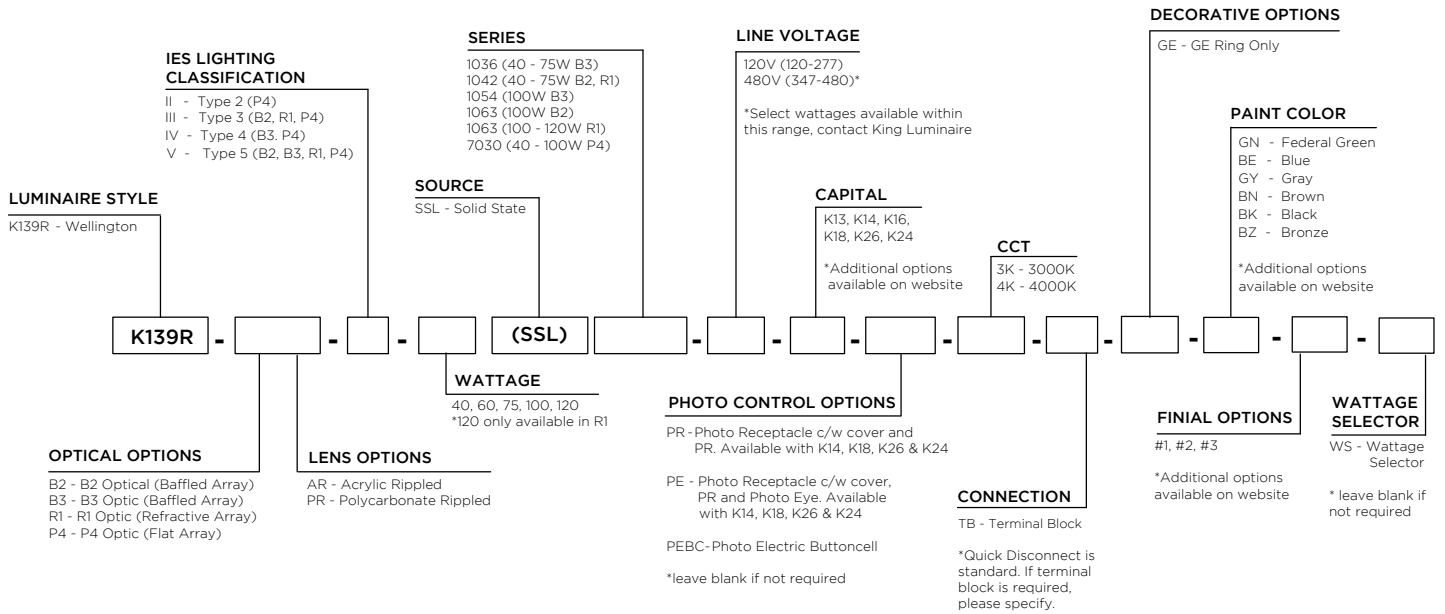 DECORATIVE OPTIONS
GE - GE Ring Only
SERIES
1036 (40 - 75W B3)
1042 (40 - 75W B2, R1)
1054 (100W B3)
1063 (100W B2)
1063 (100 - 120W R1)
7030 (40 - 100W P4)
LINE VOLTAGE
120V (120-277)
480V (347-480)*
*Select wattages available within
this range, contact King Luminaire
IES LIGHTING
CLASSIFICATION
II - Type 2 (P4)
III - Type 3 (B2, R1, P4)
IV - Type 4 (B3. P4)
V - Type 5 (B2, B3, R1, P4)
PAINT COLOR
GN - Federal Green
BE - Blue
GY - Gray
BN - Brown
BK - Black
BZ - Bronze
*Additional options
available on website
LUMINAIRE STYLE
K139R - Wellington
SOURCE
SSL - Solid State
CAPITAL
K13, K14, K16,
K18, K26, K24
*Additional options
available on website
CCT
3K - 3000K
4K - 4000K
K139R - - - (SSL) - - - - - - - - -
WATTAGE
40, 60, 75, 100, 120
*120 only available in R1
OPTICAL OPTIONS
B2 - B2 Optical (Baffled Array)
B3 - B3 Optic (Baffled Array)
R1 - R1 Optic (Refractive Array)
P4 - P4 Optic (Flat Array)
LENS OPTIONS
AR - Acrylic Rippled
PR - Polycarbonate Rippled
PHOTO CONTROL OPTIONS
PR - Photo Receptacle c/w cover and
PR. Available with K14, K18, K26 & K24
PE - Photo Receptacle c/w cover,
PR and Photo Eye. Available
with K14, K18, K26 & K24
PEBC- Photo Electric Buttoncell
*leave blank if not required
CONNECTION
TB - Terminal Block
*Quick Disconnect is
standard. If terminal
block is required,
please specify.
FINIAL OPTIONS
#1, #2, #3
*Additional options
available on website
WATTAGE
SELECTOR
WS - Wattage
Selector
* leave blank if
not required